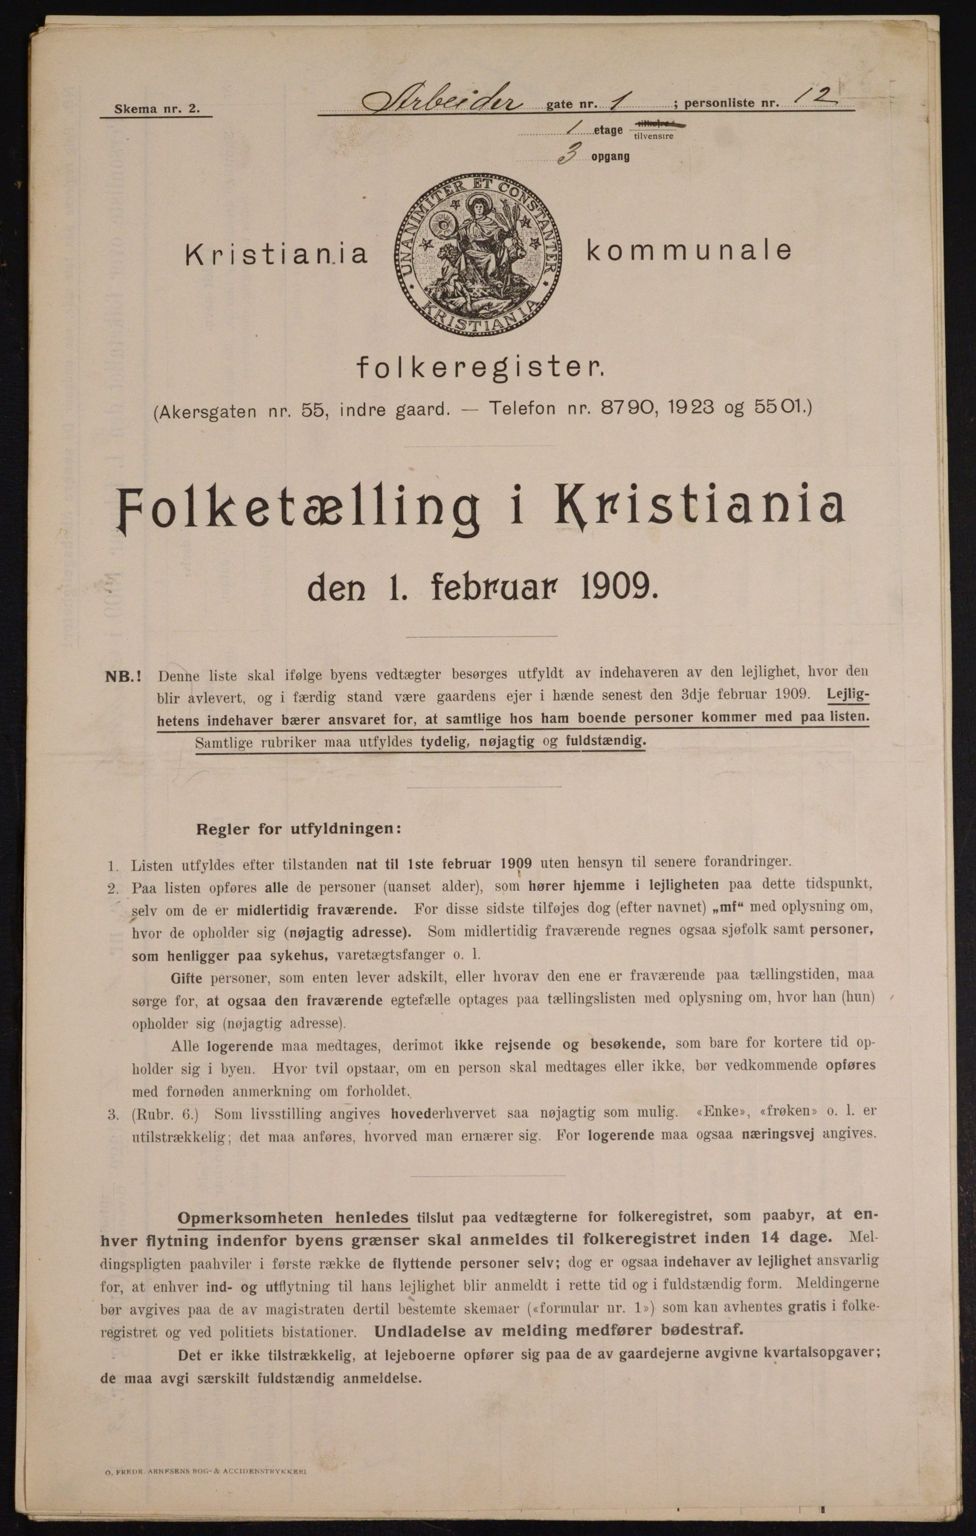 Skema nr. 2.
Arbeider gate nr. 1 ; personliste nr. 12
1 etage tilvenstre
3 opgang
UNANIMITER ET CONSTANTER
KRISTIANIA
Kristiania kommunale
folkeregister.
(Akersgaten nr. 55, indre gaard. — Telefon nr. 8790, 1923 og 5501.)
Folketælling i Kristiania
den 1. februar 1909.
NB.! Denne liste skal ifølge byens vedtægter besørges utfyldt av indehaveren av den lejlighet, hvor den
blir avlevert, og i færdig stand være gaardens ejer i hænde senest den 3dje februar 1909. Lejlig-
hetens indehaver bærer ansvaret for, at samtlige hos ham boende personer kommer med paa listen.
Samtlige rubriker maa utfyldes tydelig, nøjagtig og fuldstændig.
Regler for utfyldningen:
1. Listen utfyldes efter tilstanden nat til 1ste februar 1909 uten hensyn til senere forandringer.
2. Paa listen opføres alle de personer (uanset alder), som hører hjemme i lejligheten paa dette tidspunkt,
selv om de er midlertidig fraværende. For disse sidste tilføjes dog (efter navnet) „mf“ med oplysning om,
hvor de opholder sig (nøjagtig adresse). Som midlertidig fraværende regnes ogsaa sjøfolk samt personer,
som henligger paa sykehus, varetægtsfanger o. l.
Gifte personer, som enten lever adskilt, eller hvorav den ene er fraværende paa tællingstiden, maa
sørge for, at ogsaa den fraværende egtefælle optages paa tællingslisten med oplysning om, hvor han (hun)
opholder sig (nøjagtig adresse).
Alle logerende maa medtages, derimot ikke rejsende og besøkende, som bare for kortere tid op-
holder sig i byen. Hvor tvil opstaar, om en person skal medtages eller ikke, bør vedkommende opføres
med fornøden anmerkning om forholdet.
3. (Rubr. 6.) Som livsstilling angives hovederhvervet saa nøjagtig som mulig. «Enke», «frøken» o. l. er
utilstrækkelig; det maa anføres, hvorved man ernærer sig. For logerende maa ogsaa næringsvej angives.
Opmerksomheten henledes tilslut paa vedtægterne for folkeregistret, som paabyr, at en-
hver flytning indenfor byens grænser skal anmeldes til folkeregistret inden 14 dage. Mel-
dingspligten paahviler i første række de flyttende personer selv; dog er ogsaa indehaver av lejlighet ansvarlig
for, at enhver ind- og utflytning til hans lejlighet blir anmeldt i rette tid og i fuldstændig form. Meldingerne
bør avgives paa de av magistraten dertil bestemte skemaer («formular nr. 1») som kan avhentes gratis i folke-
registret og ved politiets bistationer. Undladelse av melding medfører bødestraf.
Det er ikke tilstrækkelig, at lejeboerne opfører sig paa de av gaardejerne avgivne kvartalsopgaver;
de maa avgi særskilt fuldstændig anmeldelse.
O. FREDR. ARNESENS BOG- & ACCIDENSTRYKKERI